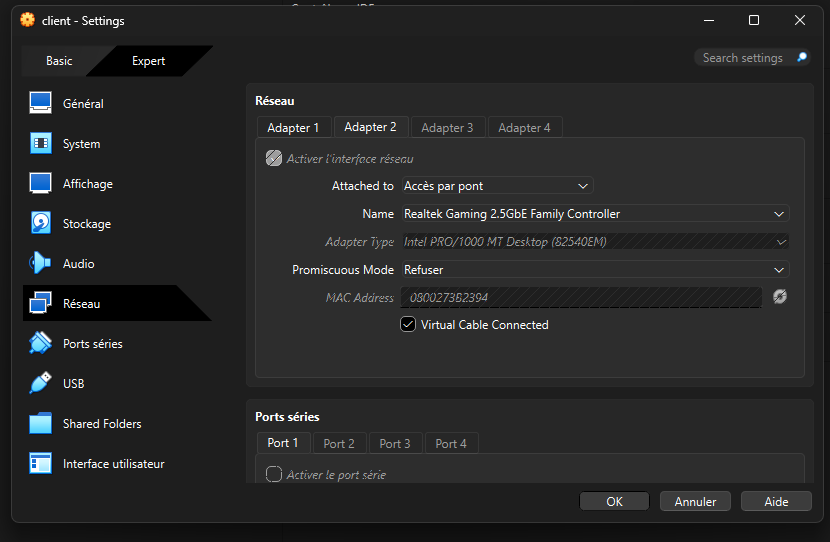 client - Settings
Basic
Expert
Search settings
Général
System
Affichage
Stockage
Audio
Réseau
Ports séries
USB
Shared Folders
Interface utilisateur
Réseau
Adapter 1
Adapter 2
Adapter 3
Adapter 4
Activer l'interface réseau
Attached to Accès par pont
Name Realtek Gaming 2.5GbE Family Controller
Adapter Type Intel PRO/1000 MT Desktop (82540EM)
Promiscuous Mode Refuser
MAC Address 0800273B2394
Virtual Cable Connected
Ports séries
Port 1
Port 2
Port 3
Port 4
Activer le port série
OK
Annuler
Aide